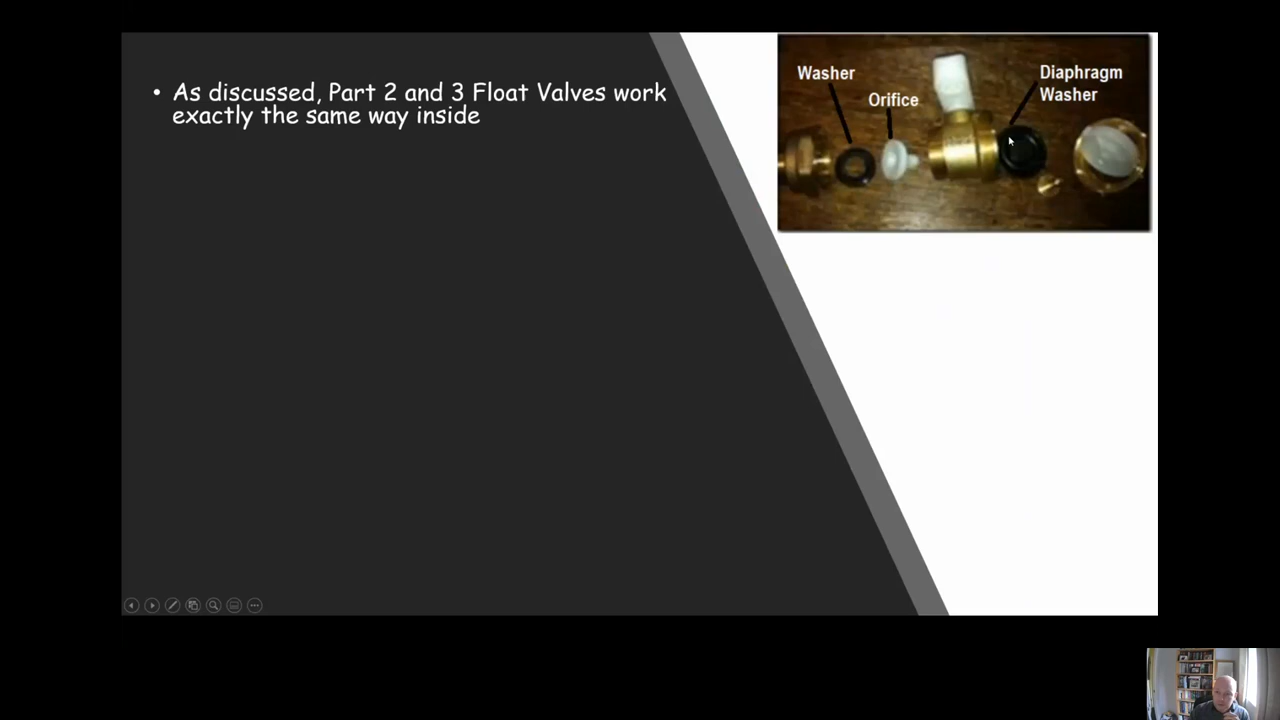 • As discussed, Part 2 and 3 Float Valves work
exactly the same way inside
Washer
Orifice
Diaphragm
Washer